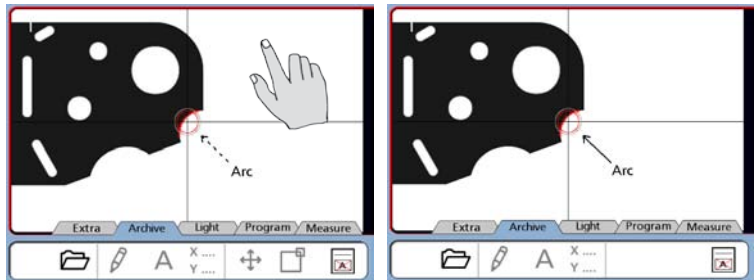 Arc
Extra Archive Light Program Measure
A X ....
Y ....
A
Arc
Extra Archive Light Program Measure
A X ....
Y ....
A